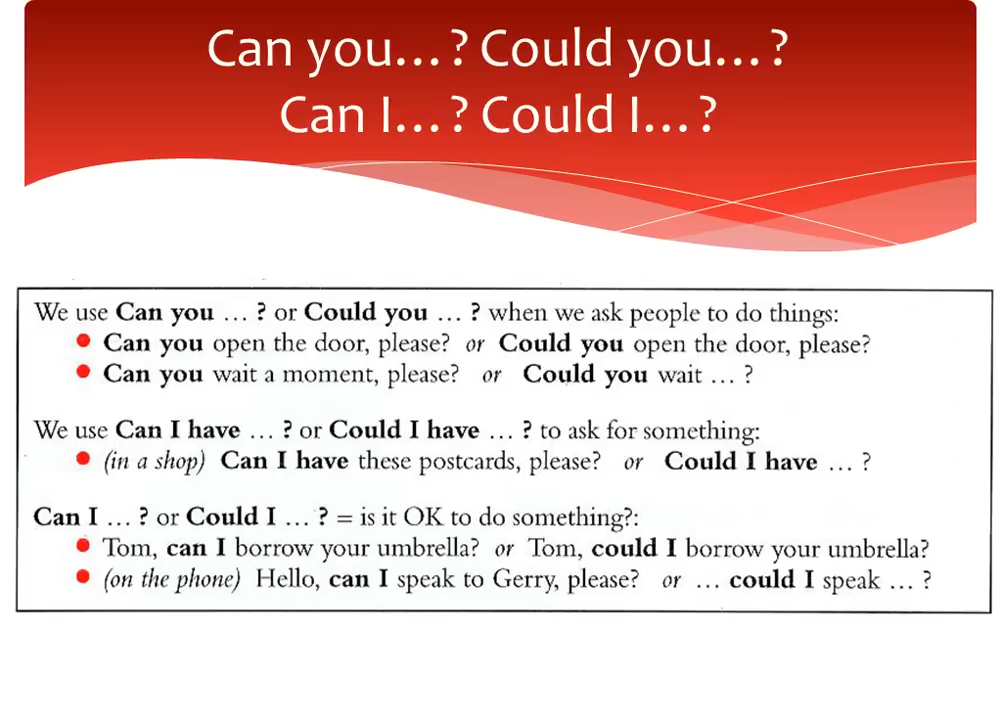 Can you…? Could you…?
Can I…? Could I…?
We use Can you … ? or Could you … ? when we ask people to do things:
Can you open the door, please? or Could you open the door, please?
Can you wait a moment, please? or Could you wait … ?
We use Can I have … ? or Could I have … ? to ask for something:
(in a shop) Can I have these postcards, please? or Could I have … ?
Can I … ? or Could I … ? = is it OK to do something?:
Tom, can I borrow your umbrella? or Tom, could I borrow your umbrella?
(on the phone) Hello, can I speak to Gerry, please? or … could I speak … ?